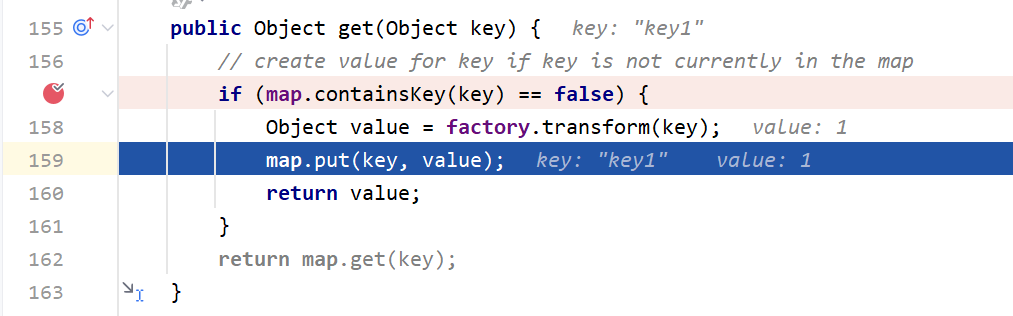 155 public Object get(Object key) { key: "key1"
156 // create value for key if key is not currently in the map
if (map.containsKey(key) == false) {
158 Object value = factory.transform(key); value: 1
159 map.put(key, value); key: "key1" value: 1
160 return value;
161 }
162 return map.get(key);
163 }